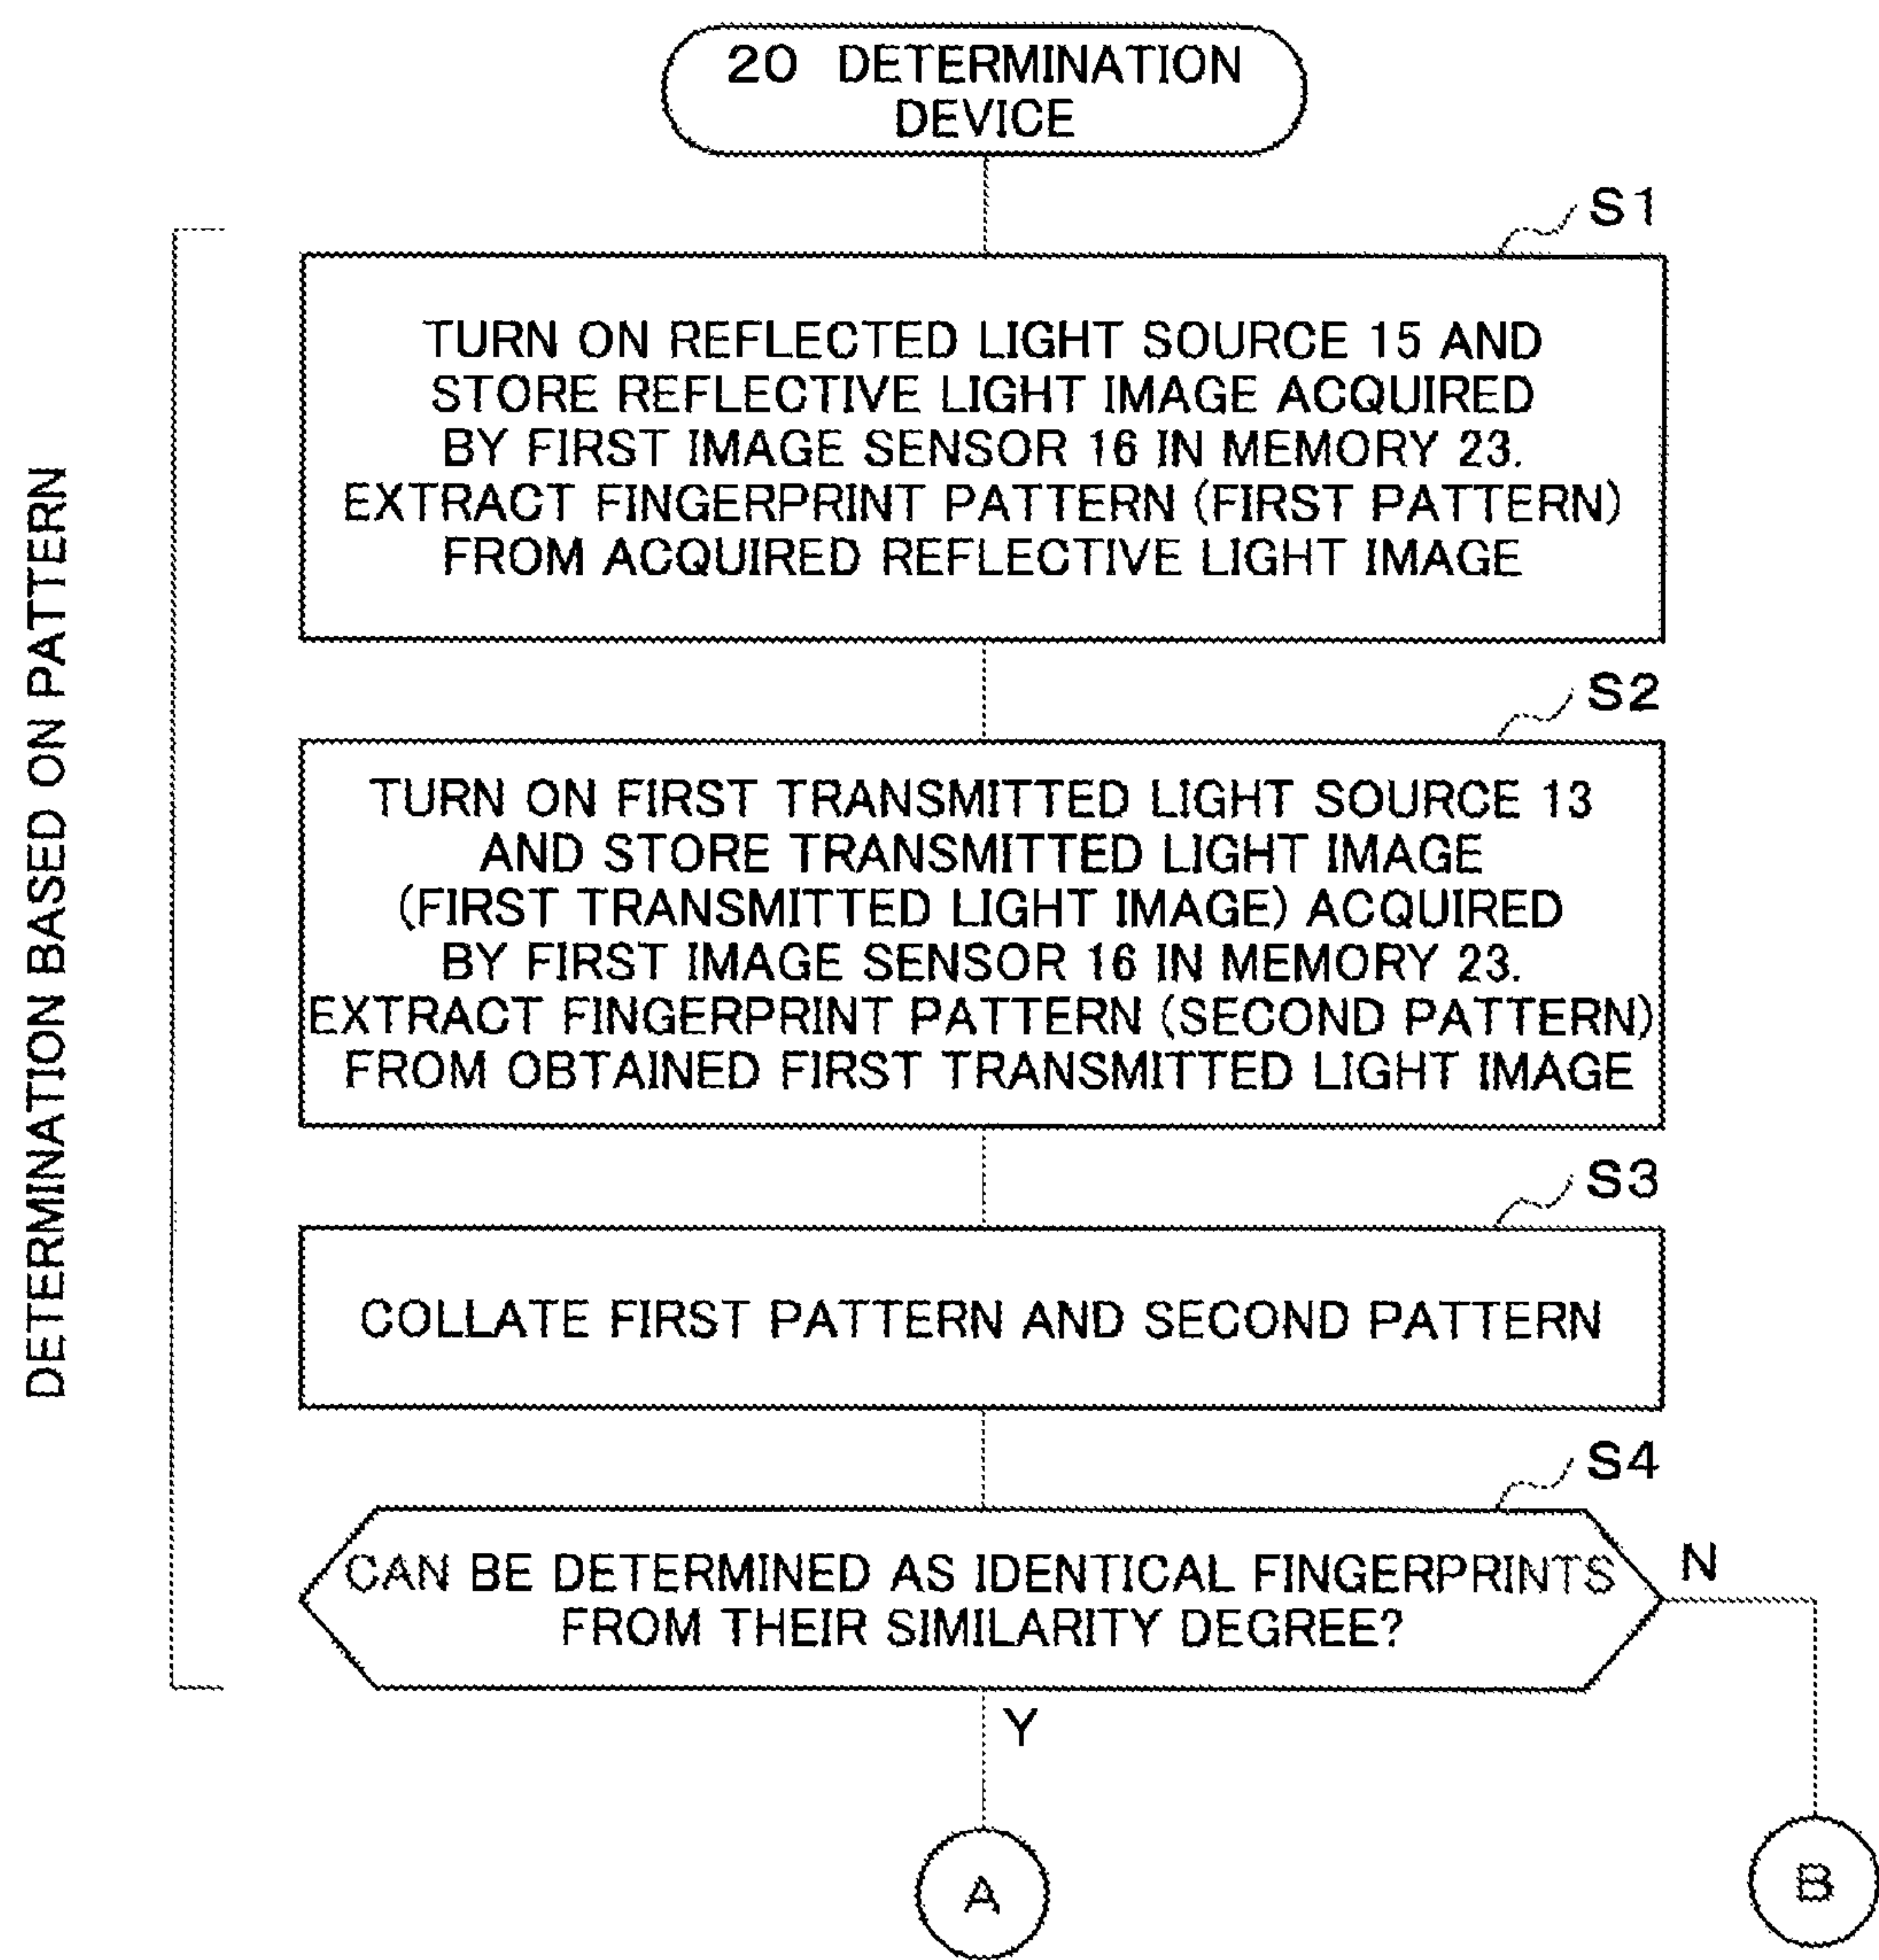 20 DETERMINATION
DEVICE
S1
TURN ON REFLECTED LIGHT SOURCE 15 AND
STORE REFLECTIVE LIGHT IMAGE ACQUIRED
BY FIRST IMAGE SENSOR 16 IN MEMORY 23.
EXTRACT FINGERPRINT PATTERN (FIRST PATTERN)
FROM ACQUIRED REFLECTIVE LIGHT IMAGE
DETERMINATION BASED ON PATTERN
S2
TURN ON FIRST TRANSMITTED LIGHT SOURCE 13
AND STORE TRANSMITTED LIGHT IMAGE
(FIRST TRANSMITTED LIGHT IMAGE) ACQUIRED
BY FIRST IMAGE SENSOR 16 IN MEMORY 23.
EXTRACT FINGERPRINT PATTERN (SECOND PATTERN)
FROM OBTAINED FIRST TRANSMITTED LIGHT IMAGE
S3
COLLATE FIRST PATTERN AND SECOND PATTERN
S4
CAN BE DETERMINED AS IDENTICAL FINGERPRINTS
FROM THEIR SIMILARITY DEGREE?
N
Y
A
B